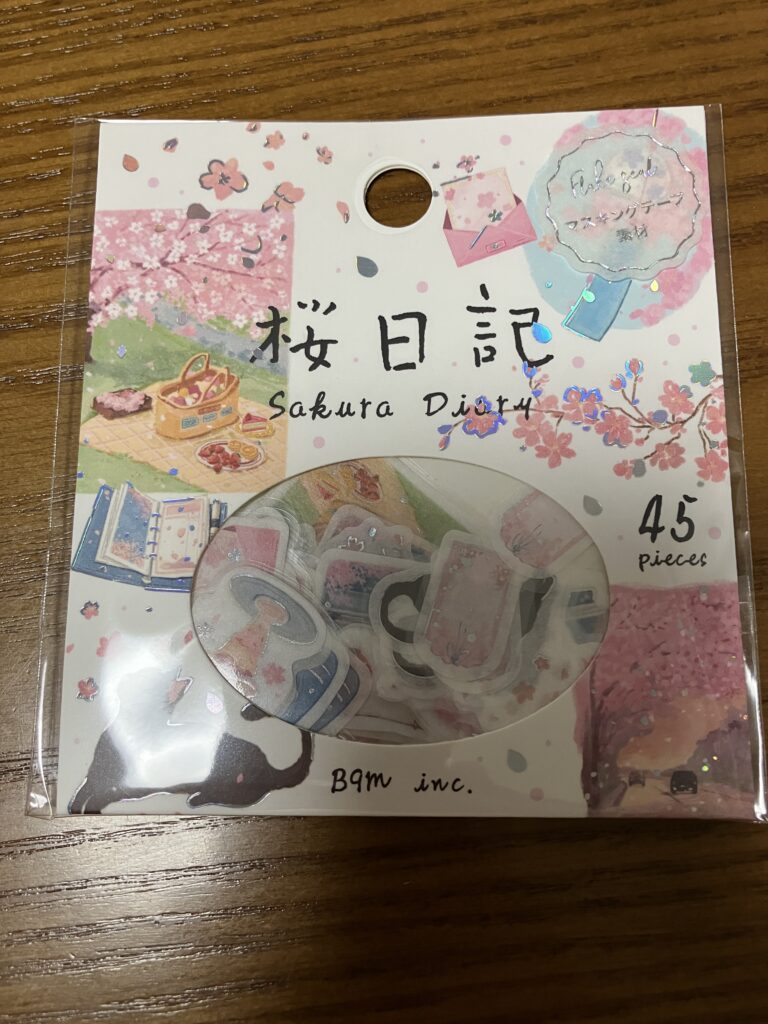 Flake seal
マスキングテープ
素材
桜日記
Sakura Diary
45
pieces
BGM inc.